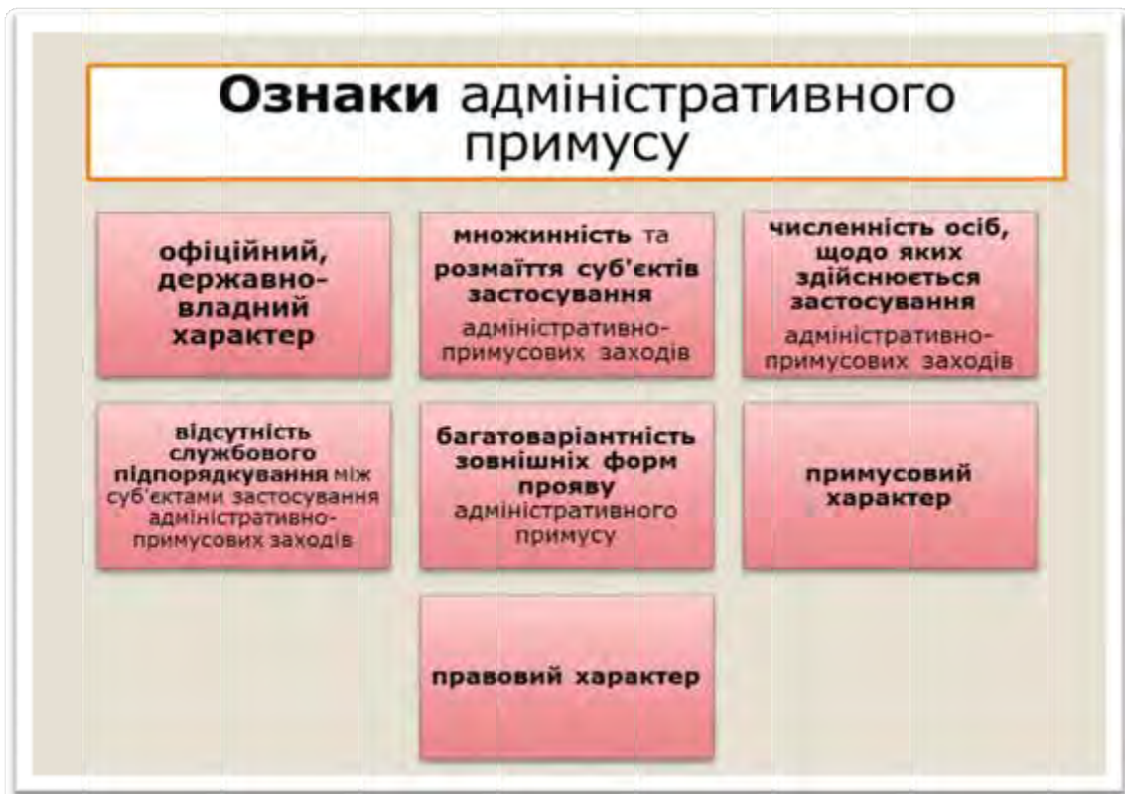 Ознаки адміністративного
примусу
офіційний,
державно-
владний
характер
множинність та
розмаїття суб'єктів
застосування
адміністративно-
примусових заходів
численність осіб,
щодо яких
здійснюється
застосування
адміністративно-
примусових заходів
відсутність
службового
підпорядкування між
суб'єктами застосування
адміністративно-
примусових заходів
багатоваріантність
зовнішніх форм
прояву
адміністративного
примусу
примусовий
характер
правовий характер